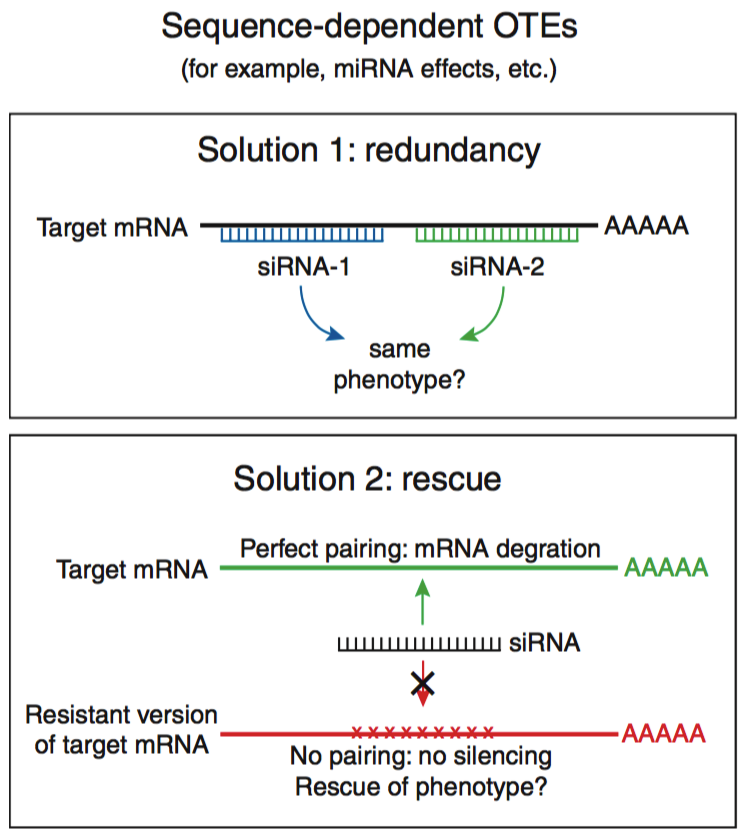 Sequence-dependent OTEs
(for example, miRNA effects, etc.)
Solution 1: redundancy
Target mRNA AAAAA
siRNA-1 siRNA-2
same
phenotype?
Solution 2: rescue
Perfect pairing: mRNA degration
Target mRNA AAAAA
siRNA
Resistant version
of target mRNA
AAAAA
No pairing: no silencing
Rescue of phenotype?